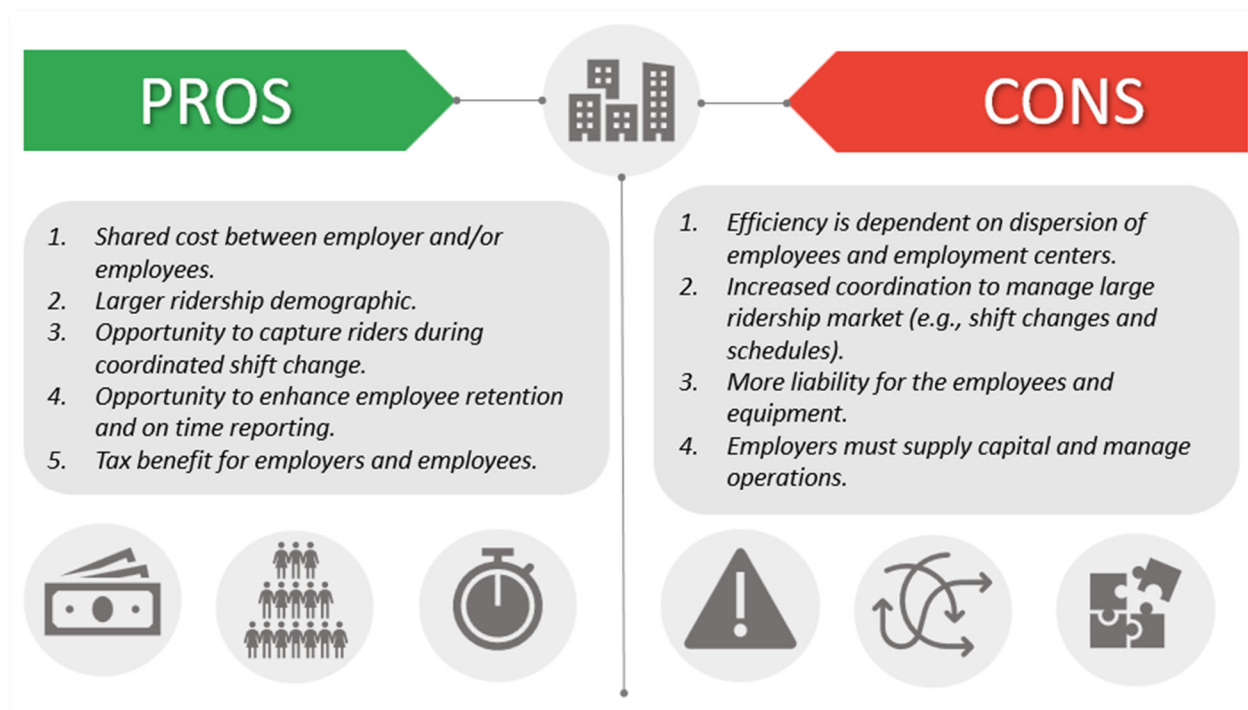 PROS
CONS
1. Shared cost between employer and/or
employees.
2. Larger ridership demographic.
3. Opportunity to capture riders during
coordinated shift change.
4. Opportunity to enhance employee retention
and on time reporting.
5. Tax benefit for employers and employees.
1. Efficiency is dependent on dispersion of
employees and employment centers.
2. Increased coordination to manage large
ridership market (e.g., shift changes and
schedules).
3. More liability for the employees and
equipment.
4. Employers must supply capital and manage
operations.